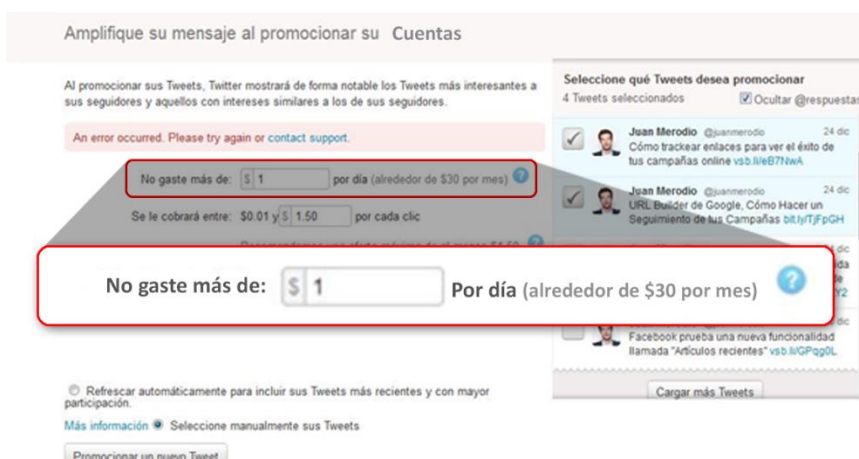 Amplifique su mensaje al promocionar su Cuentas
Al promocionar sus Tweets, Twitter mostrará de forma notable los Tweets más interesantes a
sus seguidores y aquellos con intereses similares a los de sus seguidores.
An error occurred. Please try again or contact support.
No gaste más de: $ 1 por día (alrededor de $30 por mes) ?
Se le cobrará entre: $0.01 y $ 1.50 por cada clic
No gaste más de: $ 1 Por día (alrededor de $30 por mes) ?
Refrescar automáticamente para incluir sus Tweets más recientes y con mayor
participación.
Más información Seleccione manualmente sus Tweets
Promocionar un nuevo Tweet
Seleccione qué Tweets desea promocionar
4 Tweets seleccionados Ocultar @respuestas
Juan Merodio @juanmerodio 24 dic
Cómo trackear enlaces para ver el éxito de
tus campañas online vsb.li/eB7NwA
Juan Merodio @juanmerodio 24 dic
URL Builder de Google, Cómo Hacer un
Seguimiento de tus Campañas bit.ly/TjFpGH
dic
Facebook prueba una nueva funcionalidad
llamada "Artículos recientes" vsb.li/GPqg0L
Cargar más Tweets